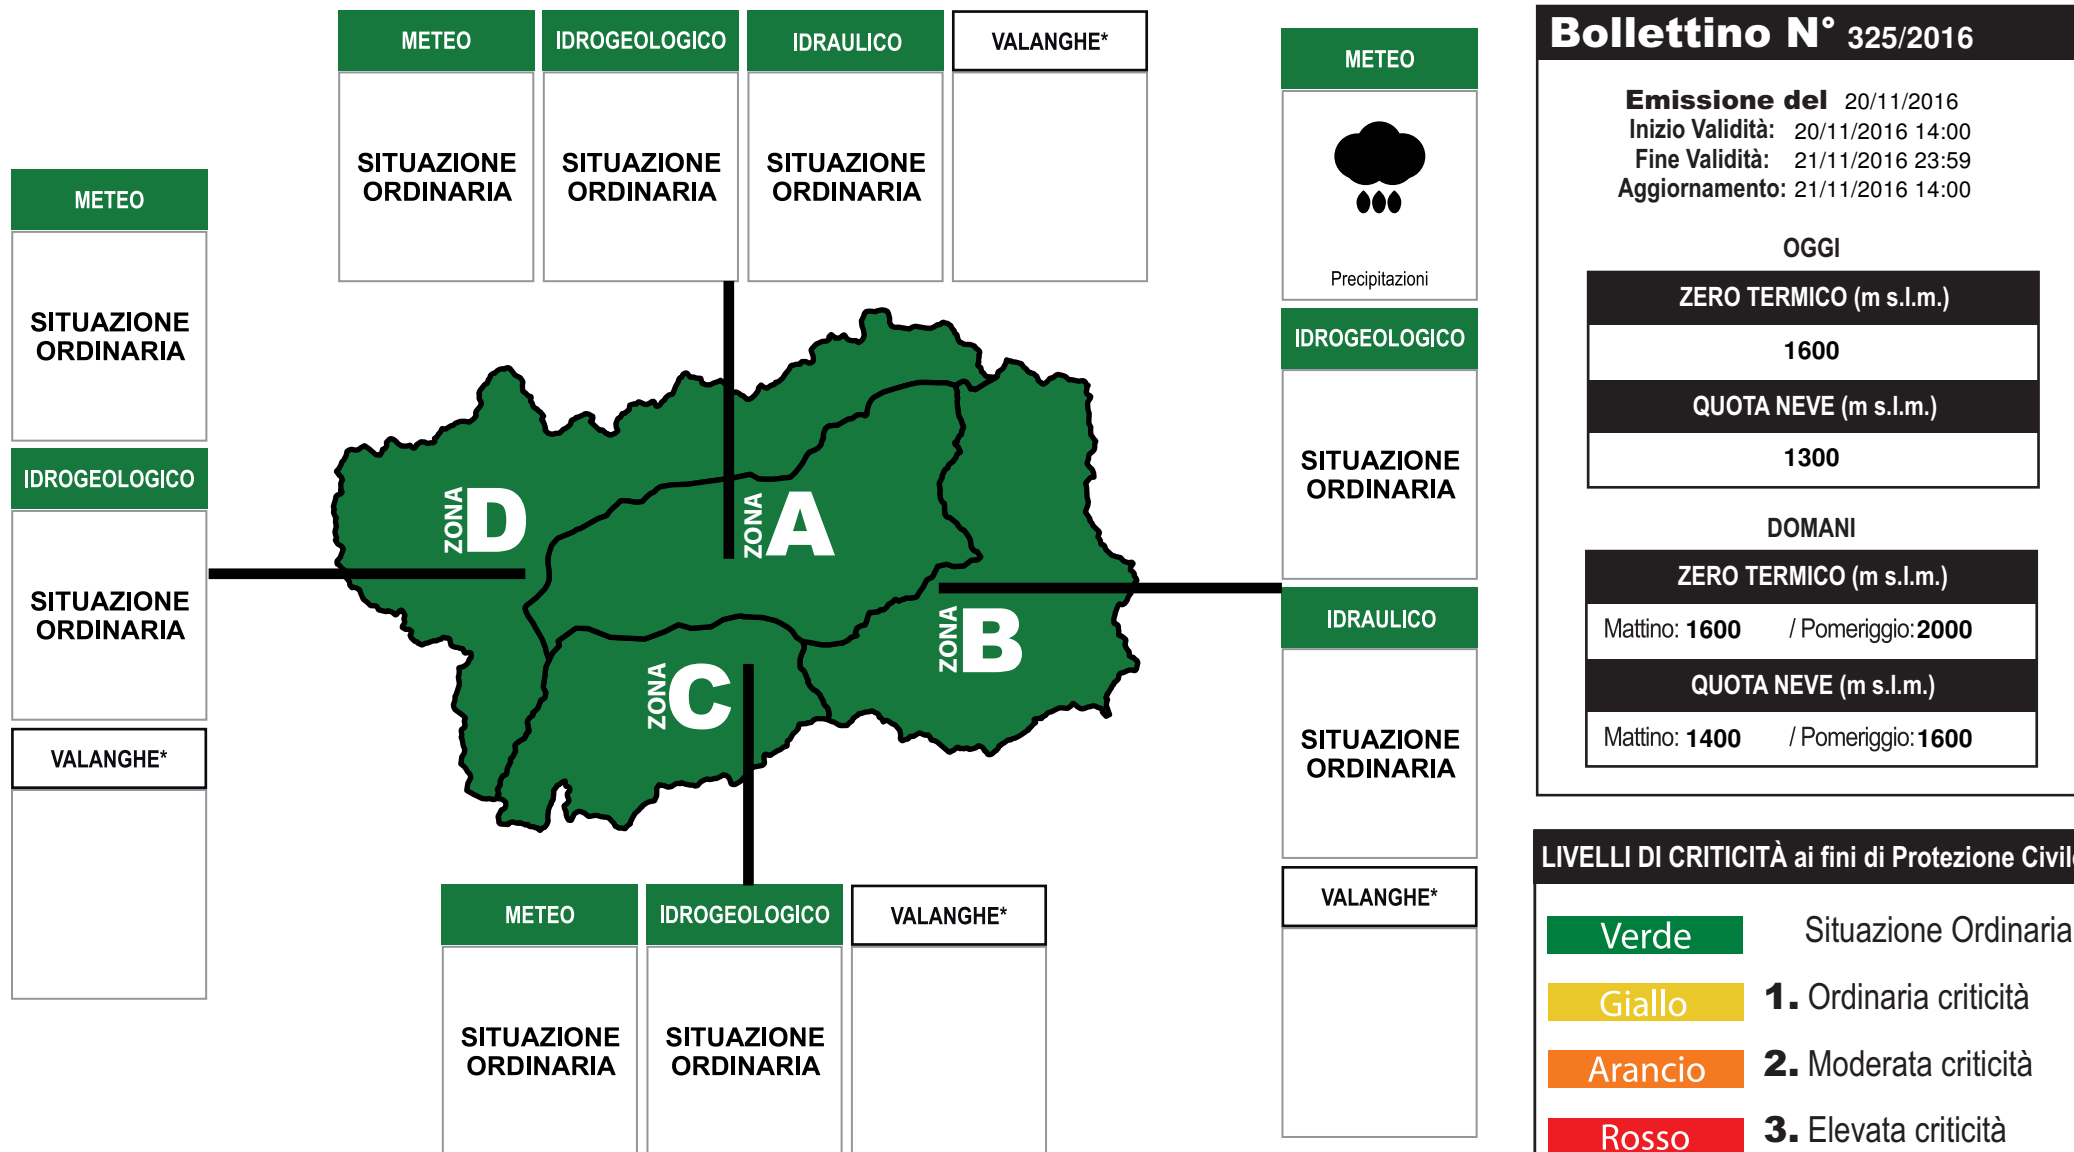 METEO
IDROGEOLOGICO
IDRAULICO
VALANGHE*
SITUAZIONE
ORDINARIA
SITUAZIONE
ORDINARIA
SITUAZIONE
ORDINARIA
METEO
SITUAZIONE
ORDINARIA
IDROGEOLOGICO
SITUAZIONE
ORDINARIA
VALANGHE*
ZONA D
ZONA A
ZONA B
ZONA C
METEO
Precipitazioni
IDROGEOLOGICO
SITUAZIONE
ORDINARIA
IDRAULICO
SITUAZIONE
ORDINARIA
VALANGHE*
METEO
IDROGEOLOGICO
VALANGHE*
SITUAZIONE
ORDINARIA
SITUAZIONE
ORDINARIA
Bollettino N° 325/2016
Emissione del 20/11/2016
Inizio Validità: 20/11/2016 14:00
Fine Validità: 21/11/2016 23:59
Aggiornamento: 21/11/2016 14:00
OGGI
ZERO TERMICO (m s.l.m.)
1600
QUOTA NEVE (m s.l.m.)
1300
DOMANI
ZERO TERMICO (m s.l.m.)
Mattino: 1600 / Pomeriggio: 2000
QUOTA NEVE (m s.l.m.)
Mattino: 1400 / Pomeriggio: 1600
LIVELLI DI CRITICITÀ ai fini di Protezione Civile
Verde Situazione Ordinaria
Giallo 1. Ordinaria criticità
Arancio 2. Moderata criticità
Rosso 3. Elevata criticità